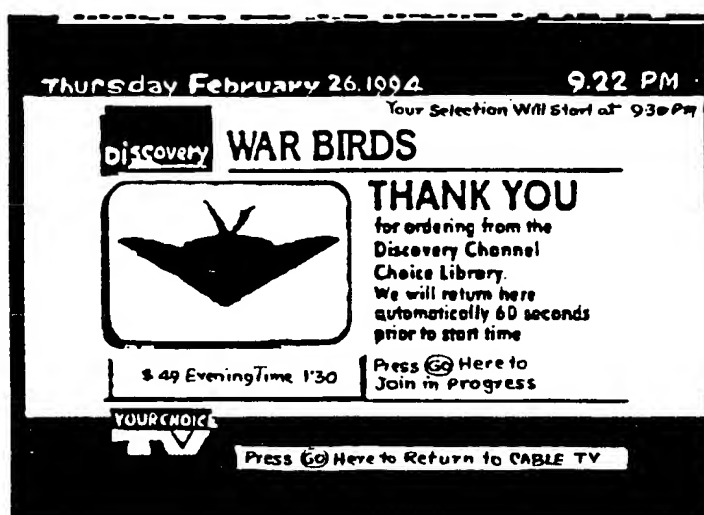 Thursday February 26.1994 9.22 PM
Your Selection Will Start at 9:30 PM
Discovery WAR BIRDS
THANK YOU
for ordering from the
Discovery Channel
Choice Library.
We will return here
automatically 60 seconds
prior to start time
$ 49 Evening Time 1'30
Press GO Here to
Join in Progress
YOUR CHOICE
TV
Press GO Here to Return to CABLE TV